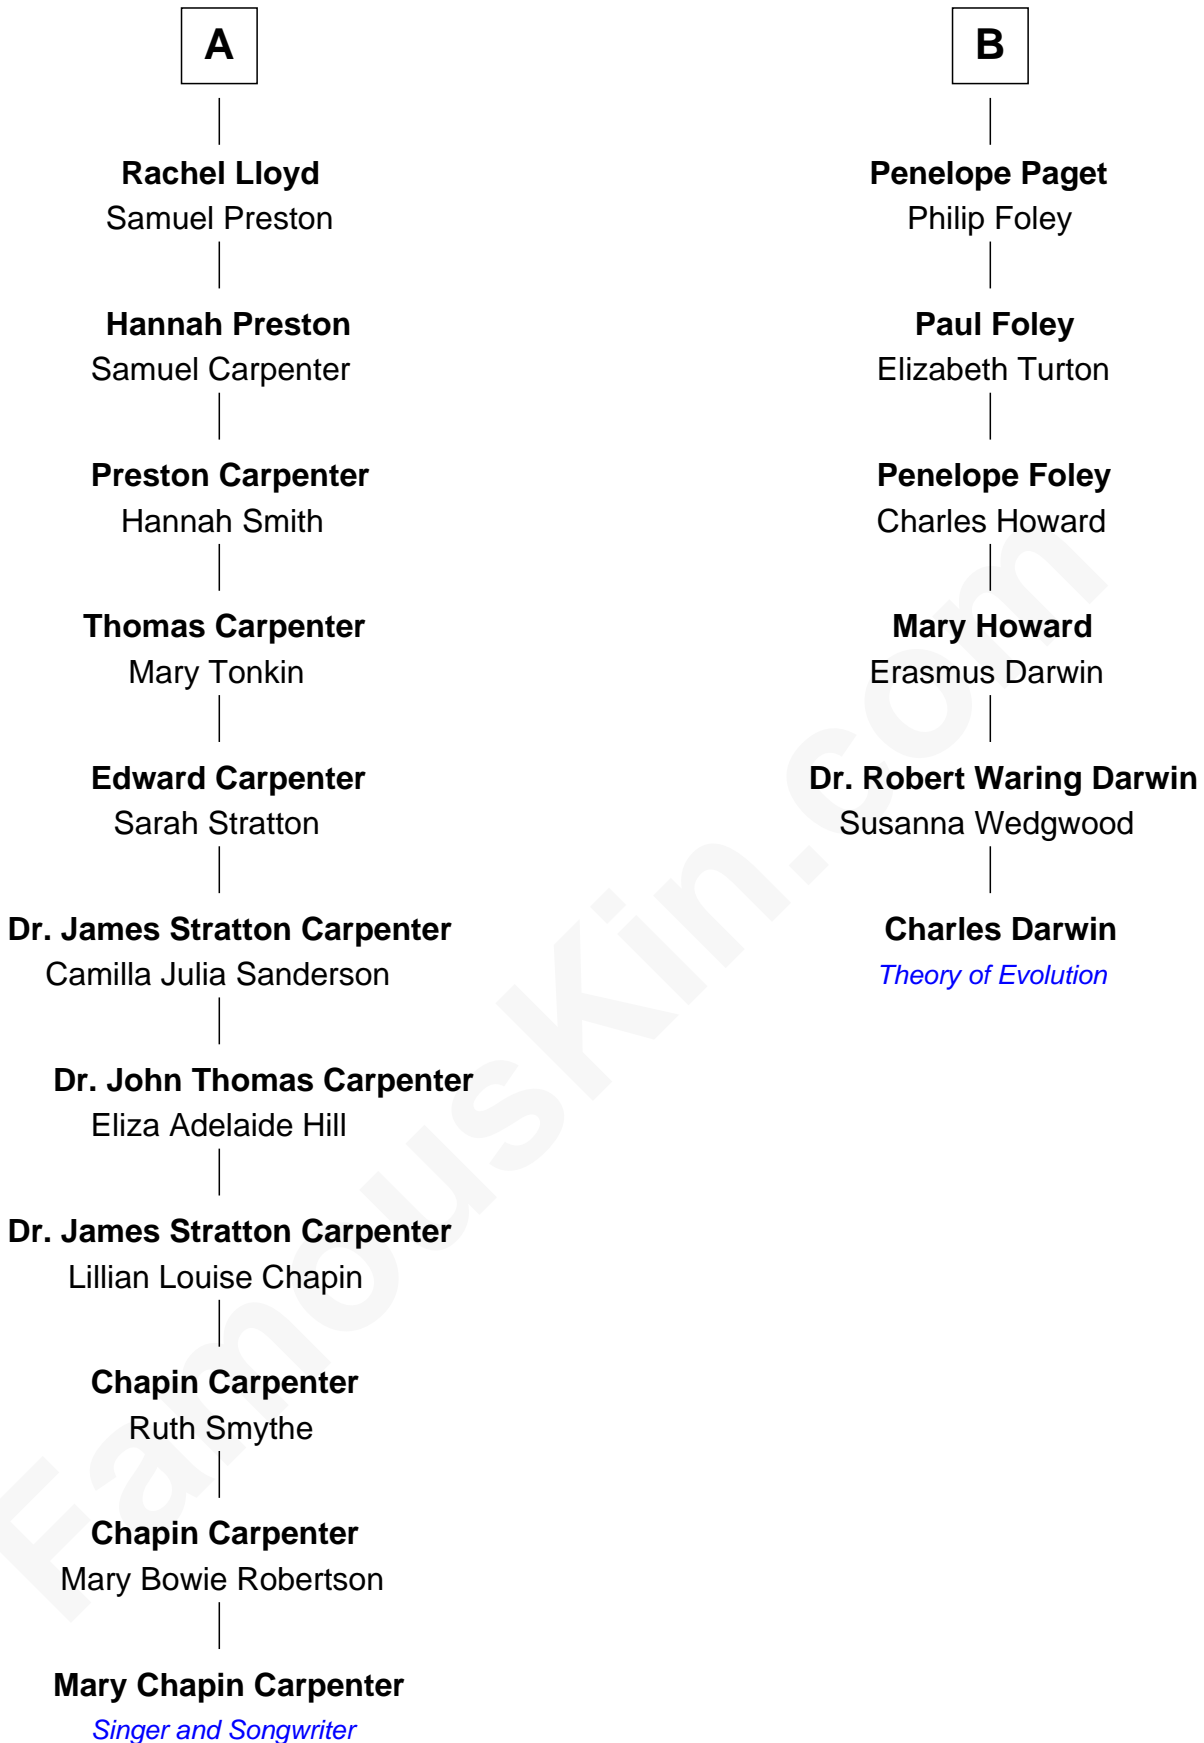 A
Rachel Lloyd
Samuel Preston
Hannah Preston
Samuel Carpenter
Preston Carpenter
Hannah Smith
Thomas Carpenter
Mary Tonkin
Edward Carpenter
Sarah Stratton
Dr. James Stratton Carpenter
Camilla Julia Sanderson
Dr. John Thomas Carpenter
Eliza Adelaide Hill
Dr. James Stratton Carpenter
Lillian Louise Chapin
Chapin Carpenter
Ruth Smythe
Chapin Carpenter
Mary Bowie Robertson
Mary Chapin Carpenter
Singer and Songwriter
B
Penelope Paget
Philip Foley
Paul Foley
Elizabeth Turton
Penelope Foley
Charles Howard
Mary Howard
Erasmus Darwin
Dr. Robert Waring Darwin
Susanna Wedgwood
Charles Darwin
Theory of Evolution
FamousKin.com